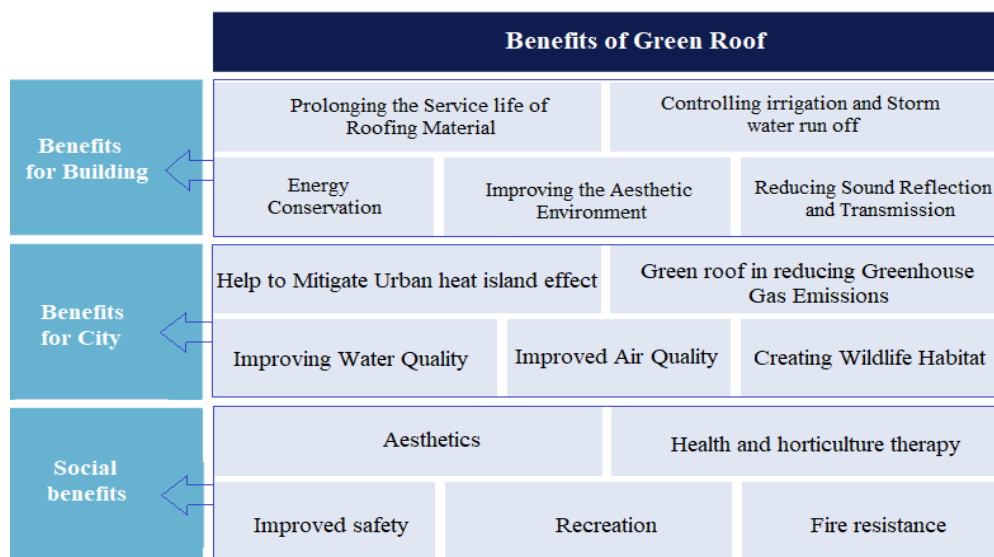 Benefits of Green Roof
Benefits
for Building
Prolonging the Service life of
Roofing Material
Controlling irrigation and Storm
water run off
Energy
Conservation
Improving the Aesthetic
Environment
Reducing Sound Reflection
and Transmission
Benefits
for City
Help to Mitigate Urban heat island effect
Green roof in reducing Greenhouse
Gas Emissions
Improving Water Quality
Improved Air Quality
Creating Wildlife Habitat
Social
benefits
Aesthetics
Health and horticulture therapy
Improved safety
Recreation
Fire resistance